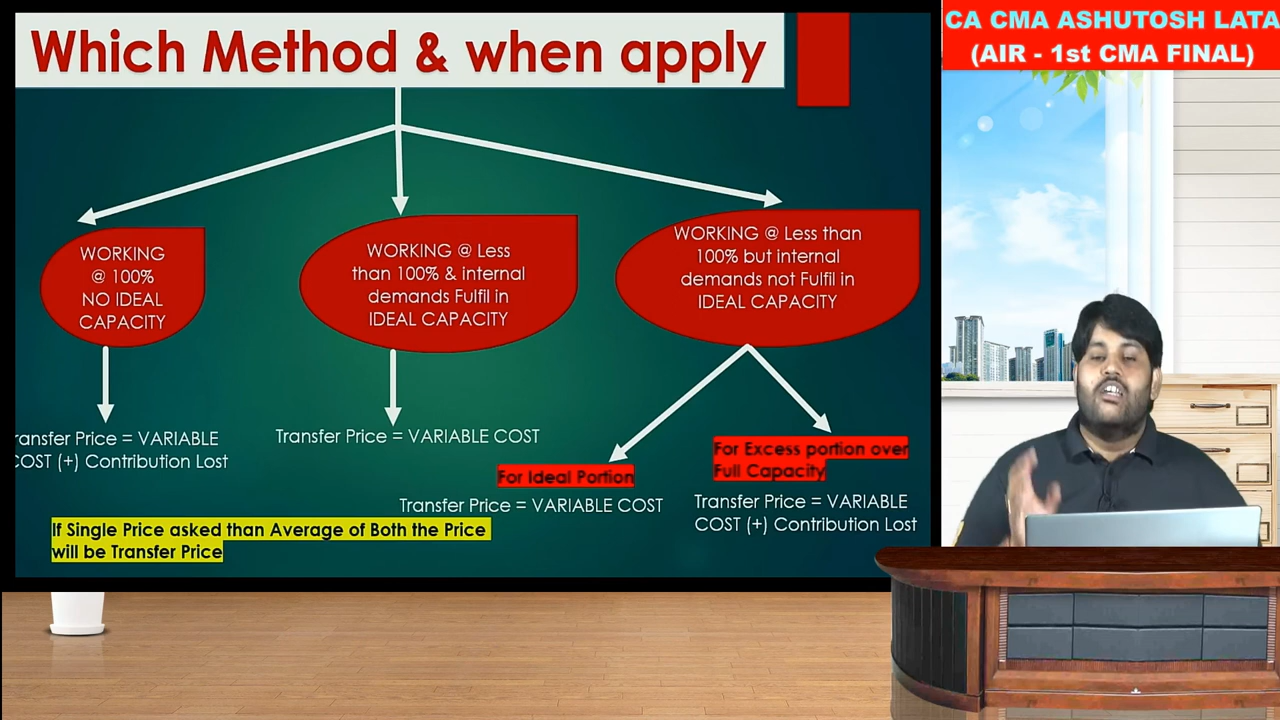 Which Method & when apply
CA CMA ASHUTOSH LATA
(AIR - 1st CMA FINAL)
WORKING
@ 100%
NO IDEAL
CAPACITY
WORKING @ Less
than 100% & internal
demands Fulfil in
IDEAL CAPACITY
WORKING @ Less than
100% but internal
demands not Fulfil in
IDEAL CAPACITY
ransfer Price = VARIABLE
COST (+) Contribution Lost
Transfer Price = VARIABLE COST
For Ideal Portion
Transfer Price = VARIABLE COST
For Excess portion over
Full Capacity
Transfer Price = VARIABLE
COST (+) Contribution Lost
If Single Price asked than Average of Both the Price
will be Transfer Price